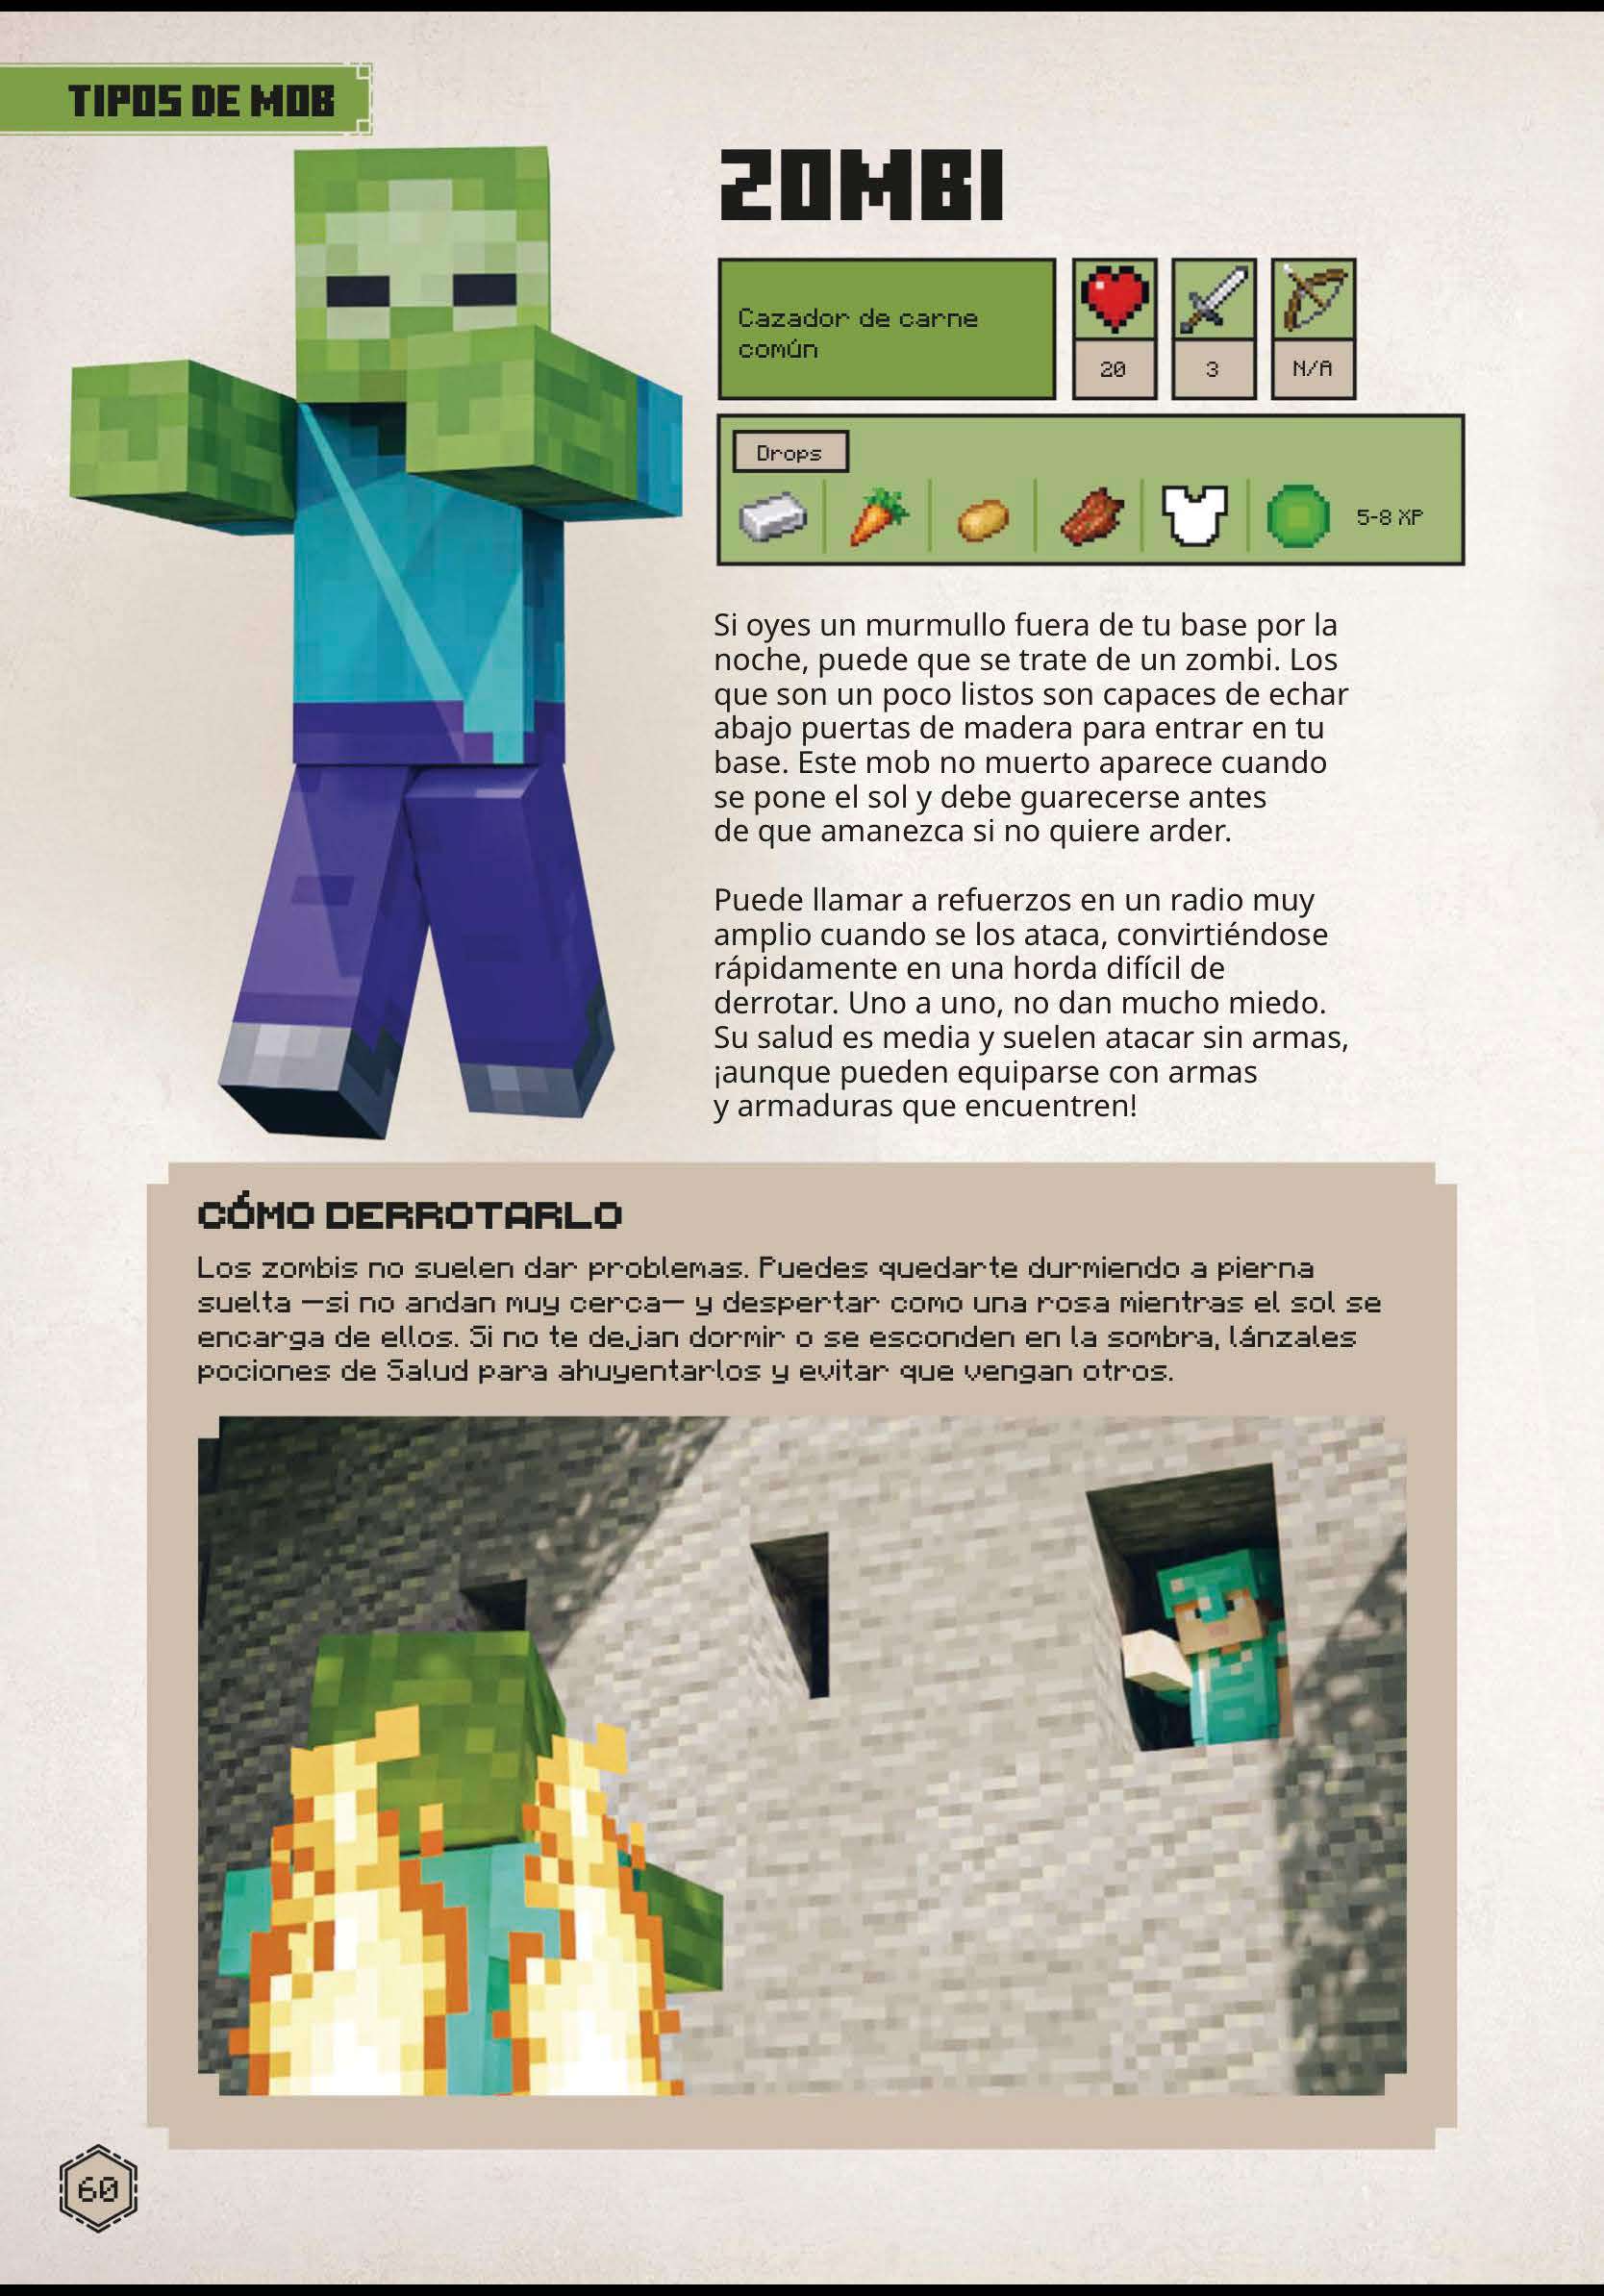 TIPOS DE MOB
ZOMBI
Cazador de carne
común
20
3
N/A
Drops
5-8 XP
Si oyes un murmullo fuera de tu base por la
noche, puede que se trate de un zombi. Los
que son un poco listos son capaces de echar
abajo puertas de madera para entrar en tu
base. Este mob no muerto aparece cuando
se pone el sol y debe guarecerse antes
de que amanezca si no quiere arder.
Puede llamar a refuerzos en un radio muy
amplio cuando se los ataca, convirtiéndose
rápidamente en una horda difícil de
derrotar. Uno a uno, no dan mucho miedo.
Su salud es media y suelen atacar sin armas,
¡aunque pueden equiparse con armas
y armaduras que encuentren!
CÓMO DERROTARLO
Los zombis no suelen dar problemas. Puedes quedarte durmiendo a pierna
suelta —si no andan muy cerca— y despertar como una rosa mientras el sol se
encarga de ellos. Si no te dejan dormir o se esconden en la sombra, lánzales
pociones de Salud para ahuyentarlos y evitar que vengan otros.
60